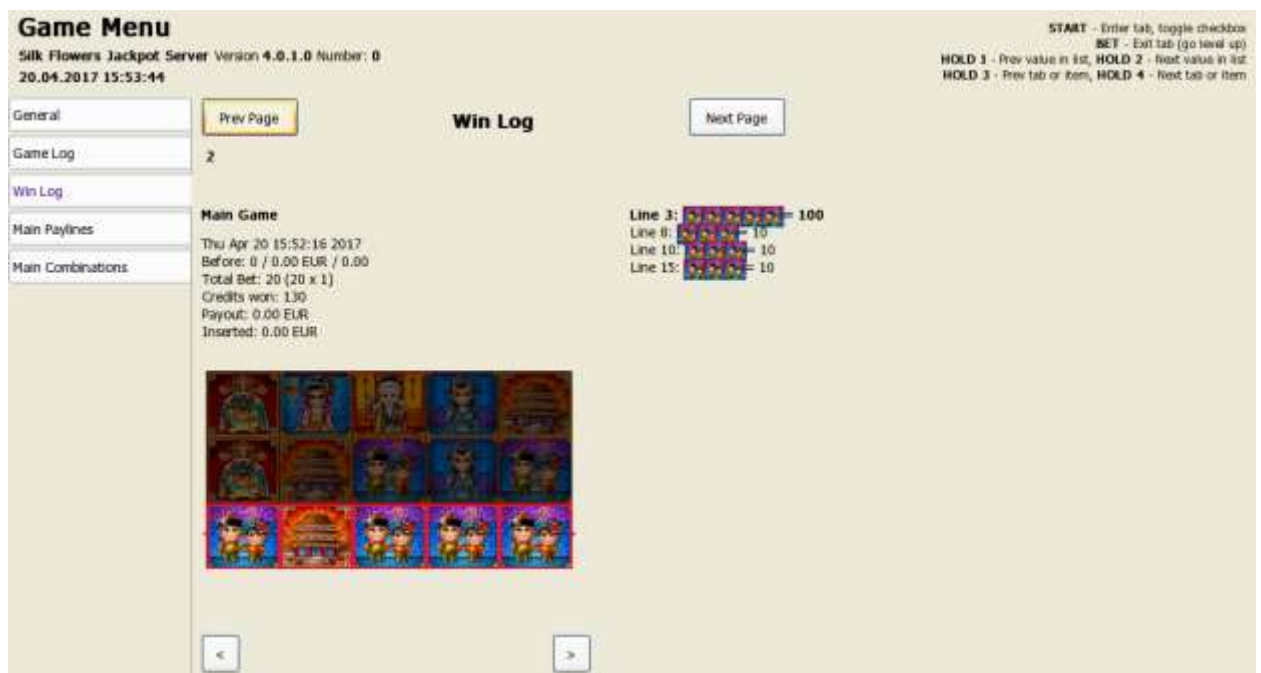 Game Menu
Silk Flowers Jackpot Server Version 4.0.1.0 Number: 0
20.04.2017 15:53:44
START - Enter tab, toggle checkbox
BET - Exit tab (go level up)
HOLD 1 - Prev value in list, HOLD 2 - Next value in list
HOLD 3 - Prev tab or item, HOLD 4 - Next tab or item
General
Game Log
Win Log
Main Paylines
Main Combinations
Prev Page
Win Log
Next Page
2
Main Game
Thu Apr 20 15:52:16 2017
Before: 0 / 0.00 EUR / 0.00
Total Bet: 20 (20 x 1)
Credits won: 130
Payout: 0.00 EUR
Inserted: 0.00 EUR
Line 3: = 100
Line 8: = 10
Line 10: = 10
Line 15: = 10
<
>